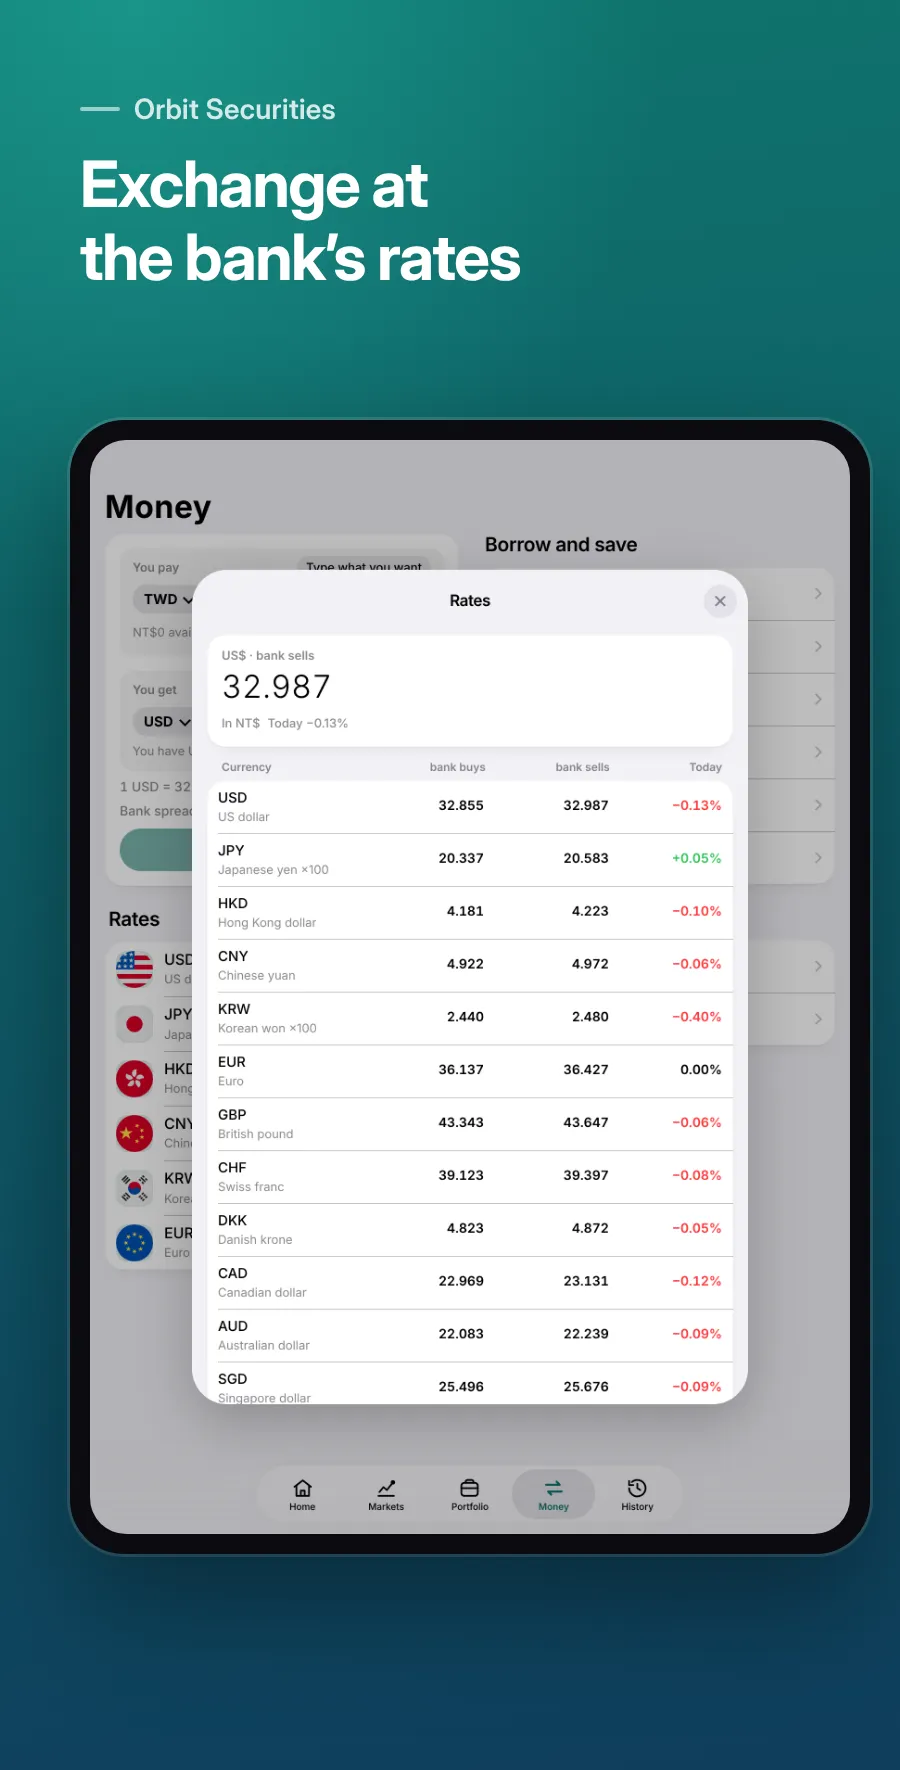 Orbit Securities
Exchange at
the bank's rates
Money
Borrow and save
You pay
Type what you want
TWD
NT$0 avai
You get
USD
You have
1 USD = 32
Bank sprea
Rates
USD
US d
JPY
Japa
HKD
Hong
CNY
Chin
KRW
Kore
EUR
Euro
Rates
US$ · bank sells
32.987
In NT$ Today −0.13%
Currency bank buys bank sells Today
USD 32.855 32.987 −0.13%
US dollar
JPY 20.337 20.583 +0.05%
Japanese yen ×100
HKD 4.181 4.223 −0.10%
Hong Kong dollar
CNY 4.922 4.972 −0.06%
Chinese yuan
KRW 2.440 2.480 −0.40%
Korean won ×100
EUR 36.137 36.427 0.00%
Euro
GBP 43.343 43.647 −0.06%
British pound
CHF 39.123 39.397 −0.08%
Swiss franc
DKK 4.823 4.872 −0.05%
Danish krone
CAD 22.969 23.131 −0.12%
Canadian dollar
AUD 22.083 22.239 −0.09%
Australian dollar
SGD 25.496 25.676 −0.09%
Singapore dollar
Home Markets Portfolio Money History